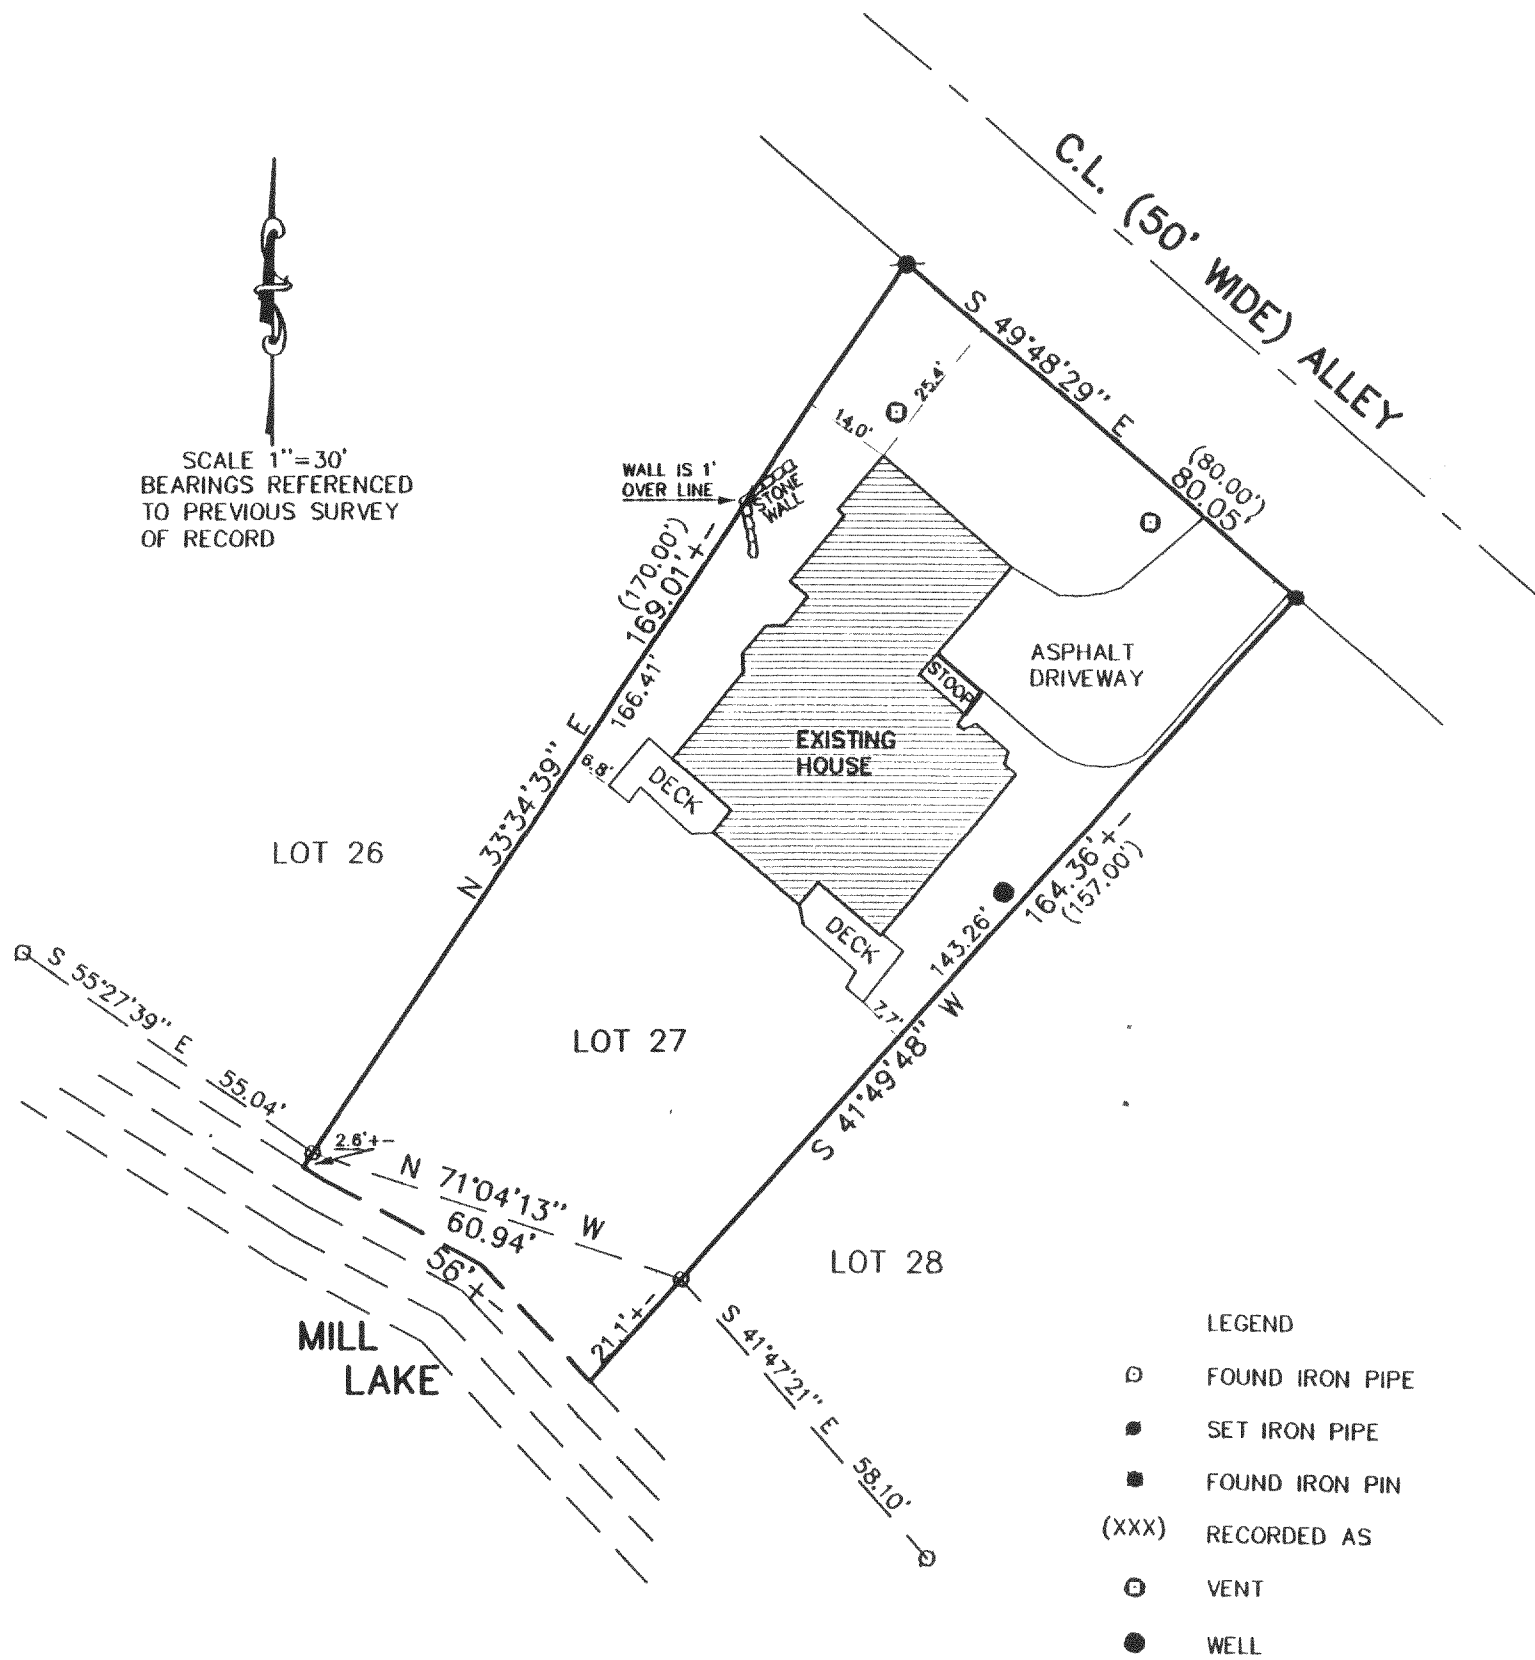 C.L. (50' WIDE) ALLEY
S 49°48'29" E
(80.00')
80.05'
25.4'
14.0'
SCALE 1"=30'
BEARINGS REFERENCED
TO PREVIOUS SURVEY
OF RECORD
WALL IS 1'
OVER LINE
STONE
WALL
(170.00')
169.01'+-
166.41'
N 33°34'39" E
6.8'
ASPHALT
DRIVEWAY
STOOP
EXISTING
HOUSE
DECK
DECK
164.36'+-
(157.00')
143.26'
7.7'
S 41°49'48" W
LOT 26
LOT 27
LOT 28
S 55°27'39" E
55.04'
2.6'+-
N 71°04'13" W
60.94'
56'+-
21.1'+-
MILL
LAKE
S 41°47'21" E
58.10'
LEGEND
FOUND IRON PIPE
SET IRON PIPE
FOUND IRON PIN
(XXX) RECORDED AS
VENT
WELL